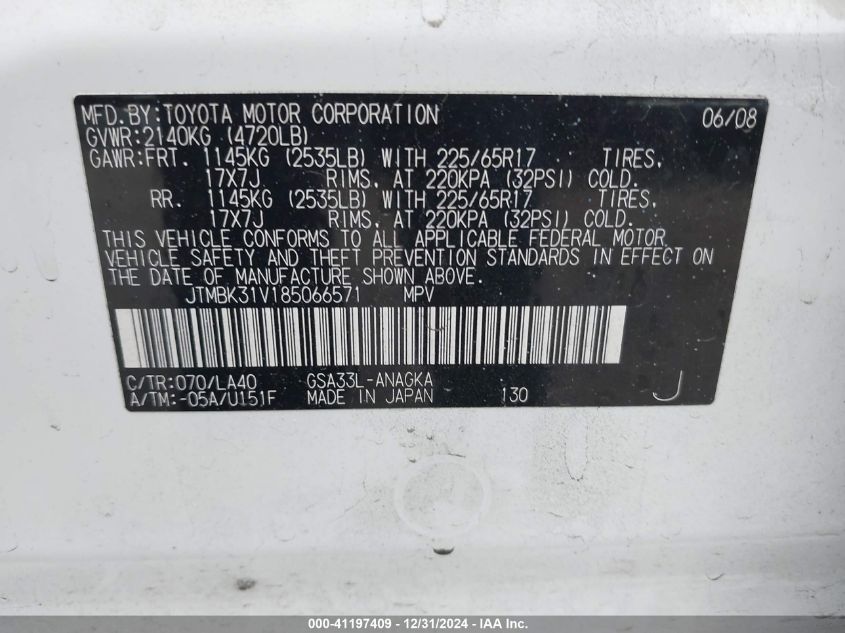 MFD.BY:TOYOTA MOTOR CORPORATION 06/08
GVWR:2140KG (4720LB)
GAWR:FRT. 1145KG (2535LB) WITH 225/65R17 TIRES,
17X7J RIMS, AT 220KPA (32PSI) COLD.
RR. 1145KG (2535LB) WITH 225/65R17 TIRES,
17X7J RIMS, AT 220KPA (32PSI) COLD.
THIS VEHICLE CONFORMS TO ALL APPLICABLE FEDERAL MOTOR
VEHICLE SAFETY AND THEFT PREVENTION STANDARDS IN EFFECT ON
THE DATE OF MANUFACTURE SHOWN ABOVE.
JTMBK31V185066571 MPV
C/TR:070/LA40 GSA33L-ANAGKA
A/TM:-05A/U151F MADE IN JAPAN 130 J
000-41197409 - 12/31/2024 - IAA Inc.